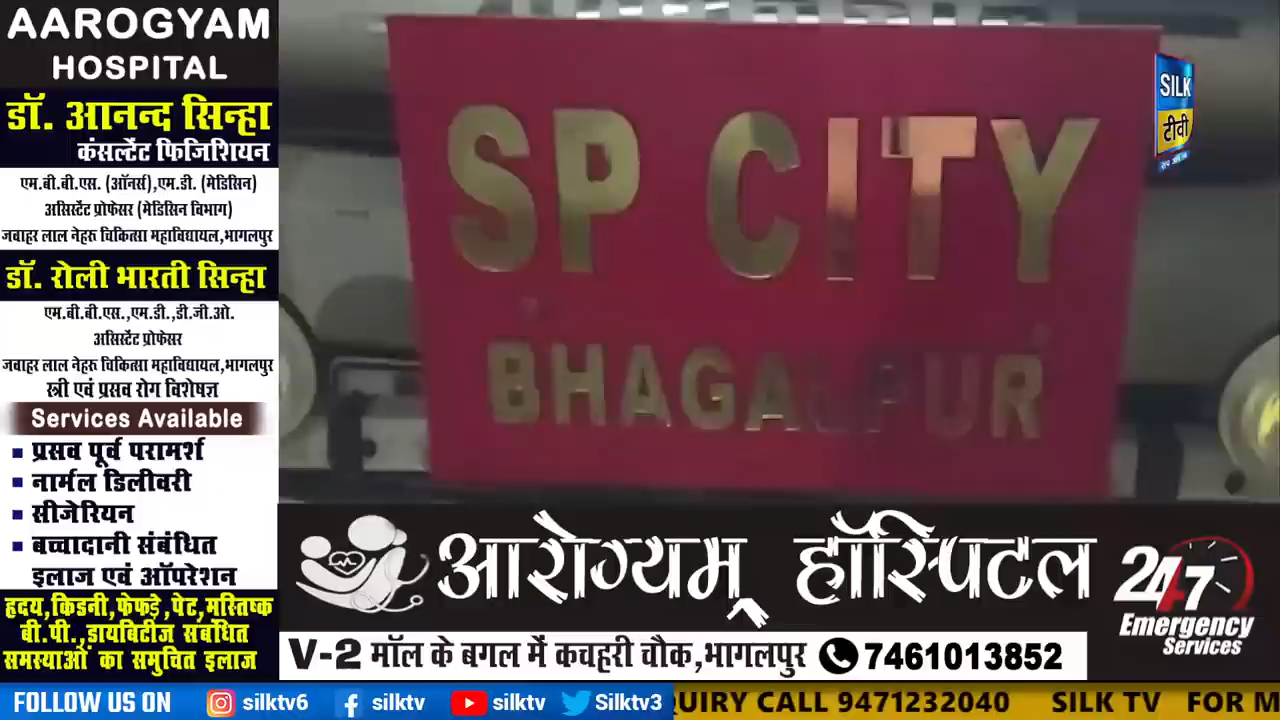 AAROGYAM
HOSPITAL
डॉ. आनन्द सिन्हा
कंसल्टेंट फिजिशियन
एम.बी.बी.एस. (ऑनर्स),एम.डी. (मेडिसिन)
असिस्टेंट प्रोफेसर (मेडिसिन विभाग)
जवाहर लाल नेहरु चिकित्सा महाविद्यालय,भागलपुर
डॉ. रोली भारती सिन्हा
एम.बी.बी.एस.,एम.डी.,डी.जी.ओ.
असिस्टेंट प्रोफेसर
जवाहर लाल नेहरु चिकित्सा महाविद्यालय,भागलपुर
स्त्री एवं प्रसव रोग विशेषज्ञ
Services Available
प्रसव पूर्व परामर्श
नार्मल डिलीवरी
सीजेरियन
बच्चादानी संबंधित
इलाज एवं ऑपरेशन
हृदय,किडनी,फेफड़े,पेट,मस्तिष्क
बी.पी.,डायबिटीज संबंधित
समस्याओं का समुचित इलाज
SP CITY
BHAGALPUR
SILK
टीवी
आरोग्यम् हॉस्पिटल
24x7
Emergency
Services
V-2 मॉल के बगल में कचहरी चौक,भागलपुर 7461013852
FOLLOW US ON silktv6 silktv silktv Silktv3 QUIRY CALL 9471232040 SILK TV FOR M